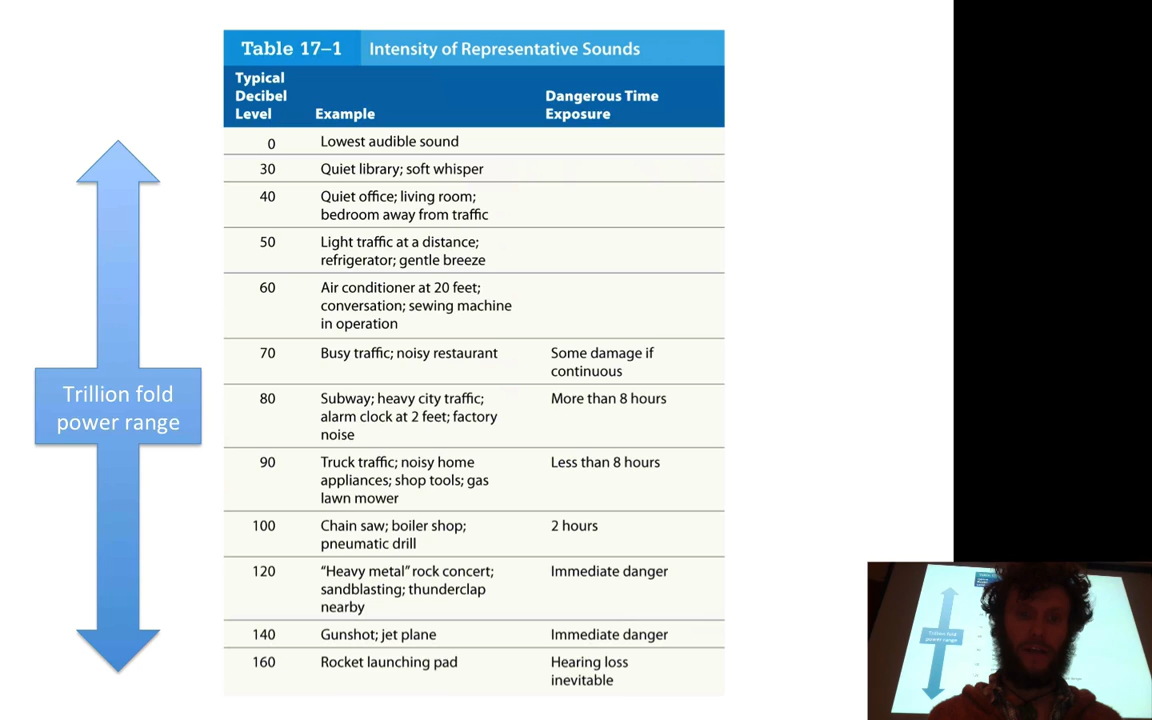 Table 17–1 Intensity of Representative Sounds
Typical
Decibel
Level
Example
Dangerous Time
Exposure
0 Lowest audible sound
30 Quiet library; soft whisper
40 Quiet office; living room;
bedroom away from traffic
50 Light traffic at a distance;
refrigerator; gentle breeze
60 Air conditioner at 20 feet;
conversation; sewing machine
in operation
70 Busy traffic; noisy restaurant Some damage if
continuous
80 Subway; heavy city traffic; More than 8 hours
alarm clock at 2 feet; factory
noise
90 Truck traffic; noisy home Less than 8 hours
appliances; shop tools; gas
lawn mower
100 Chain saw; boiler shop; 2 hours
pneumatic drill
120 “Heavy metal” rock concert; Immediate danger
sandblasting; thunderclap
nearby
140 Gunshot; jet plane Immediate danger
160 Rocket launching pad Hearing loss
inevitable
Trillion fold
power range
Trillion fold
power range